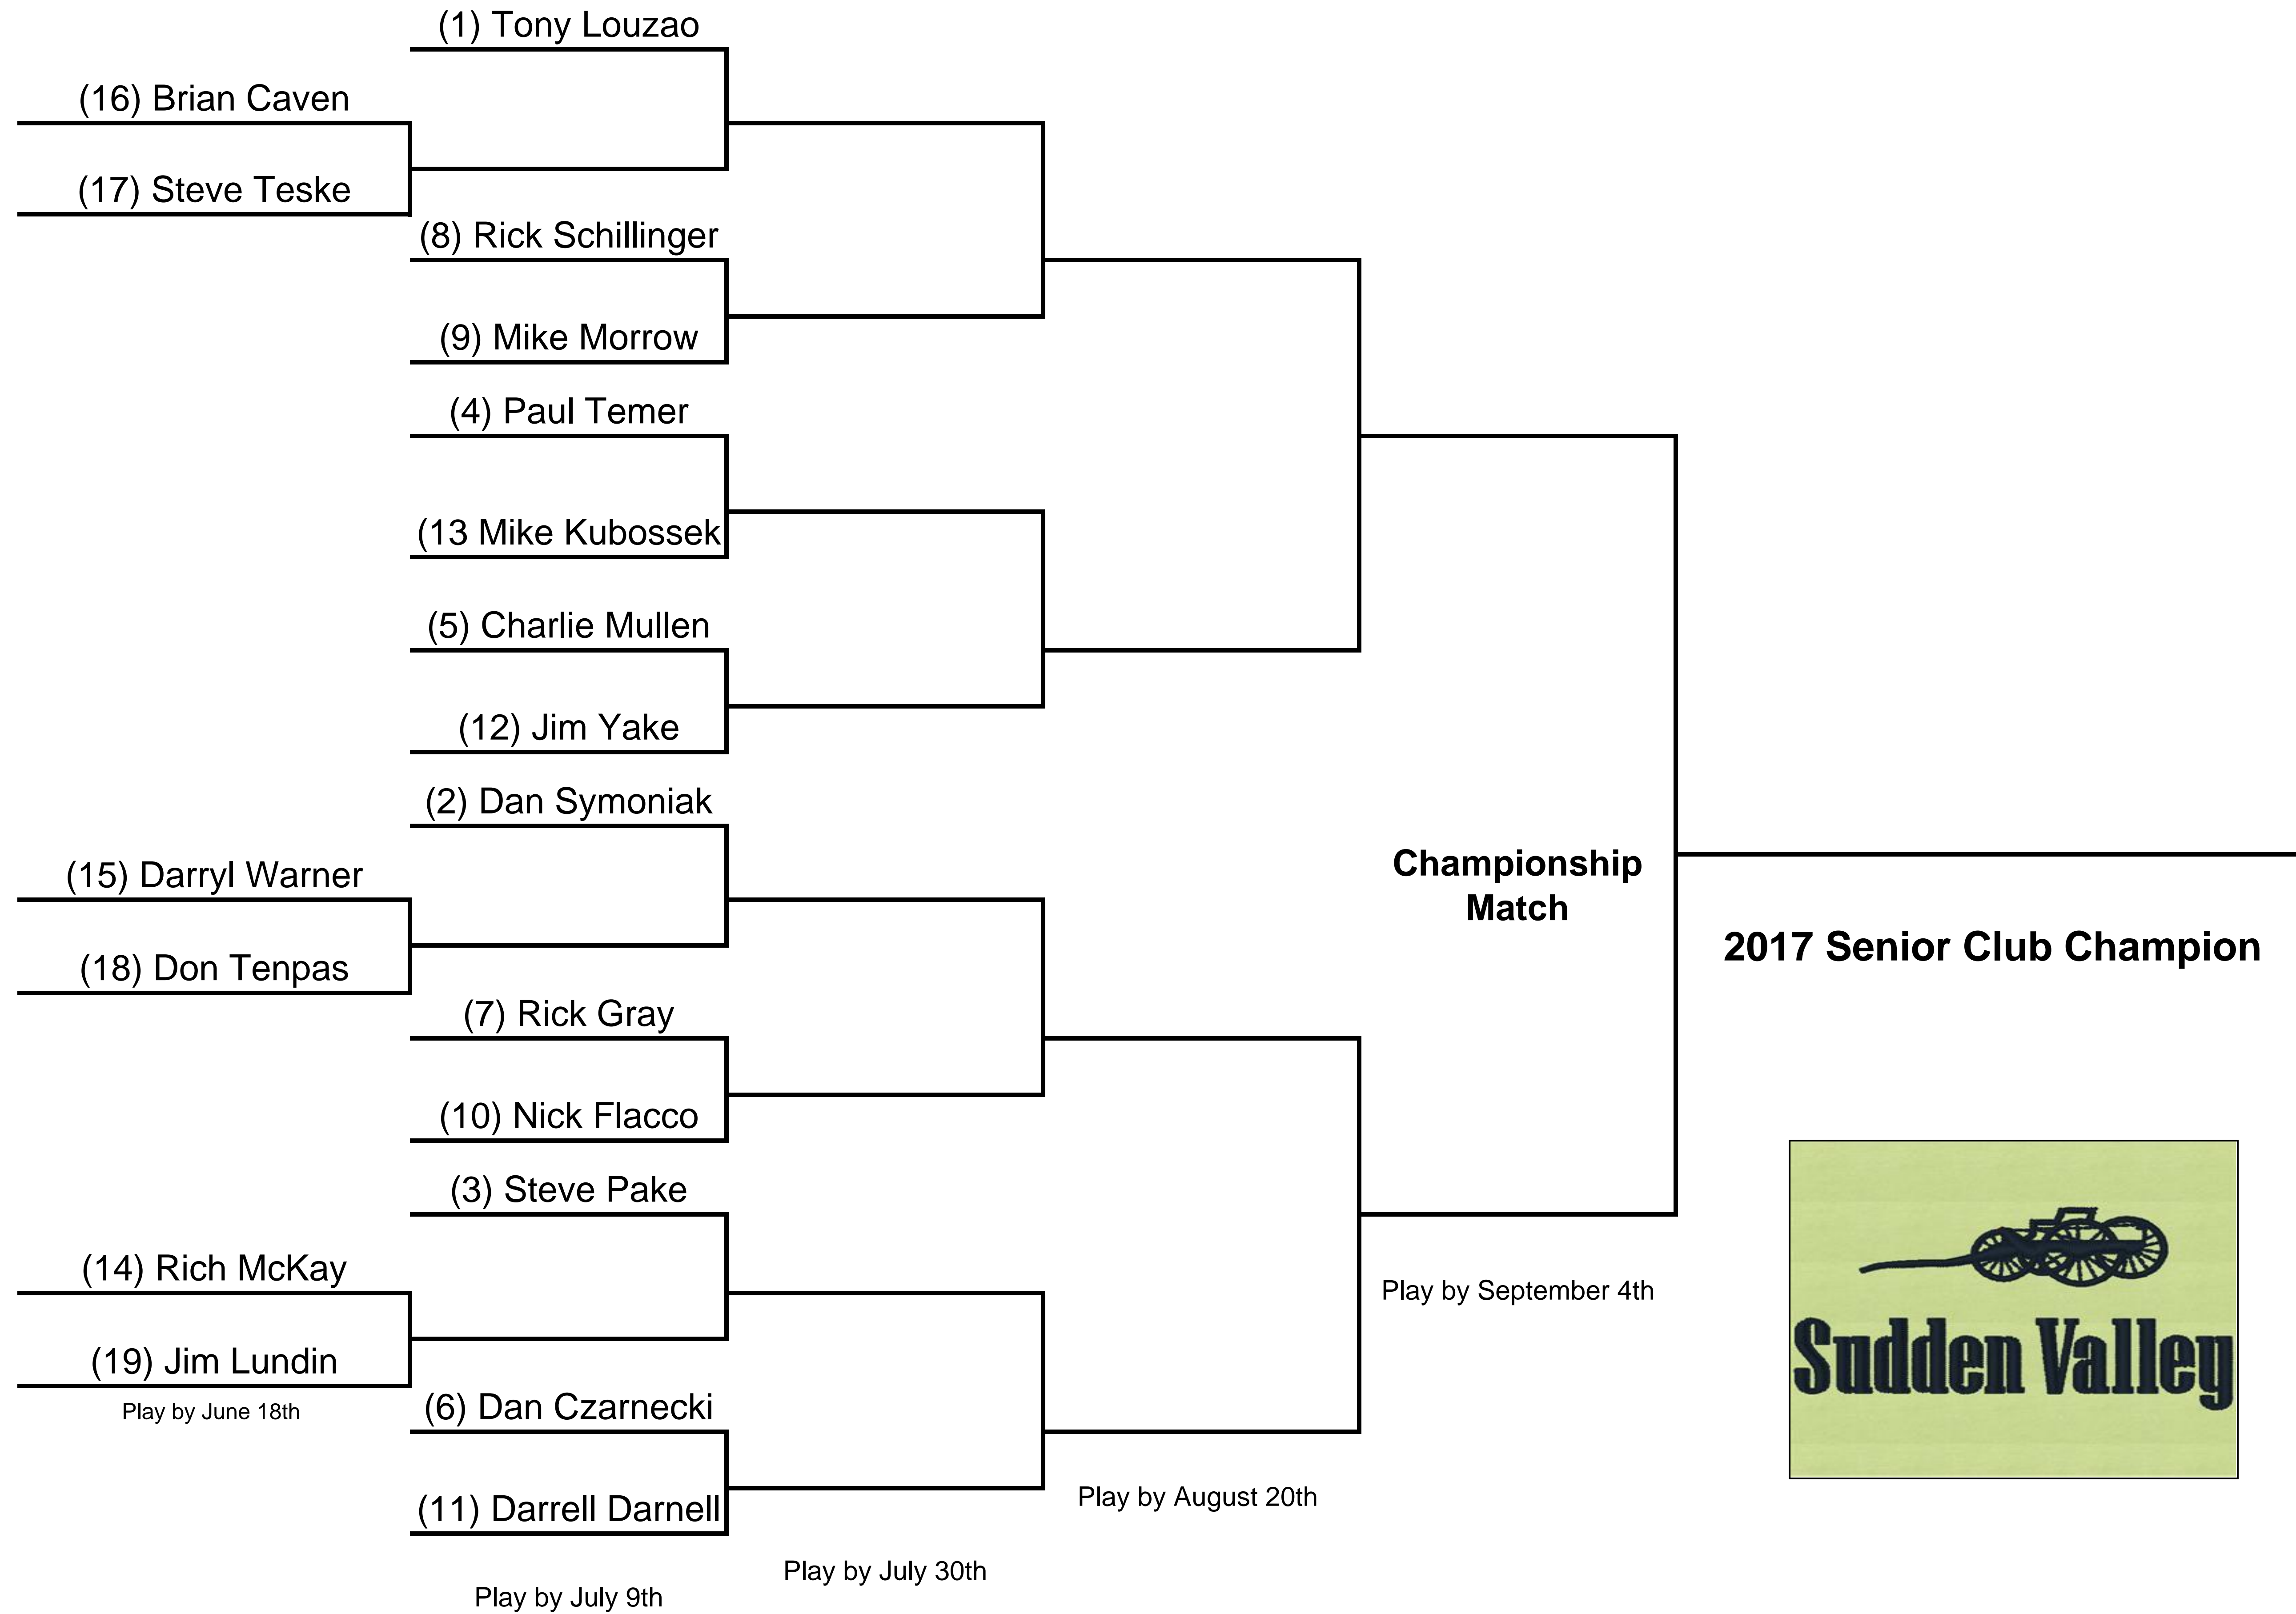 (1) Tony Louzao
(16) Brian Caven
(17) Steve Teske
(8) Rick Schillinger
(9) Mike Morrow
(4) Paul Temer
(13 Mike Kubossek
(5) Charlie Mullen
(12) Jim Yake
(2) Dan Symoniak
(15) Darryl Warner
(18) Don Tenpas
(7) Rick Gray
(10) Nick Flacco
(3) Steve Pake
(14) Rich McKay
(19) Jim Lundin
Play by June 18th
(6) Dan Czarnecki
(11) Darrell Darnell
Play by July 9th
Play by July 30th
Play by August 20th
Play by September 4th
Championship
Match
2017 Senior Club Champion
Sudden Valley